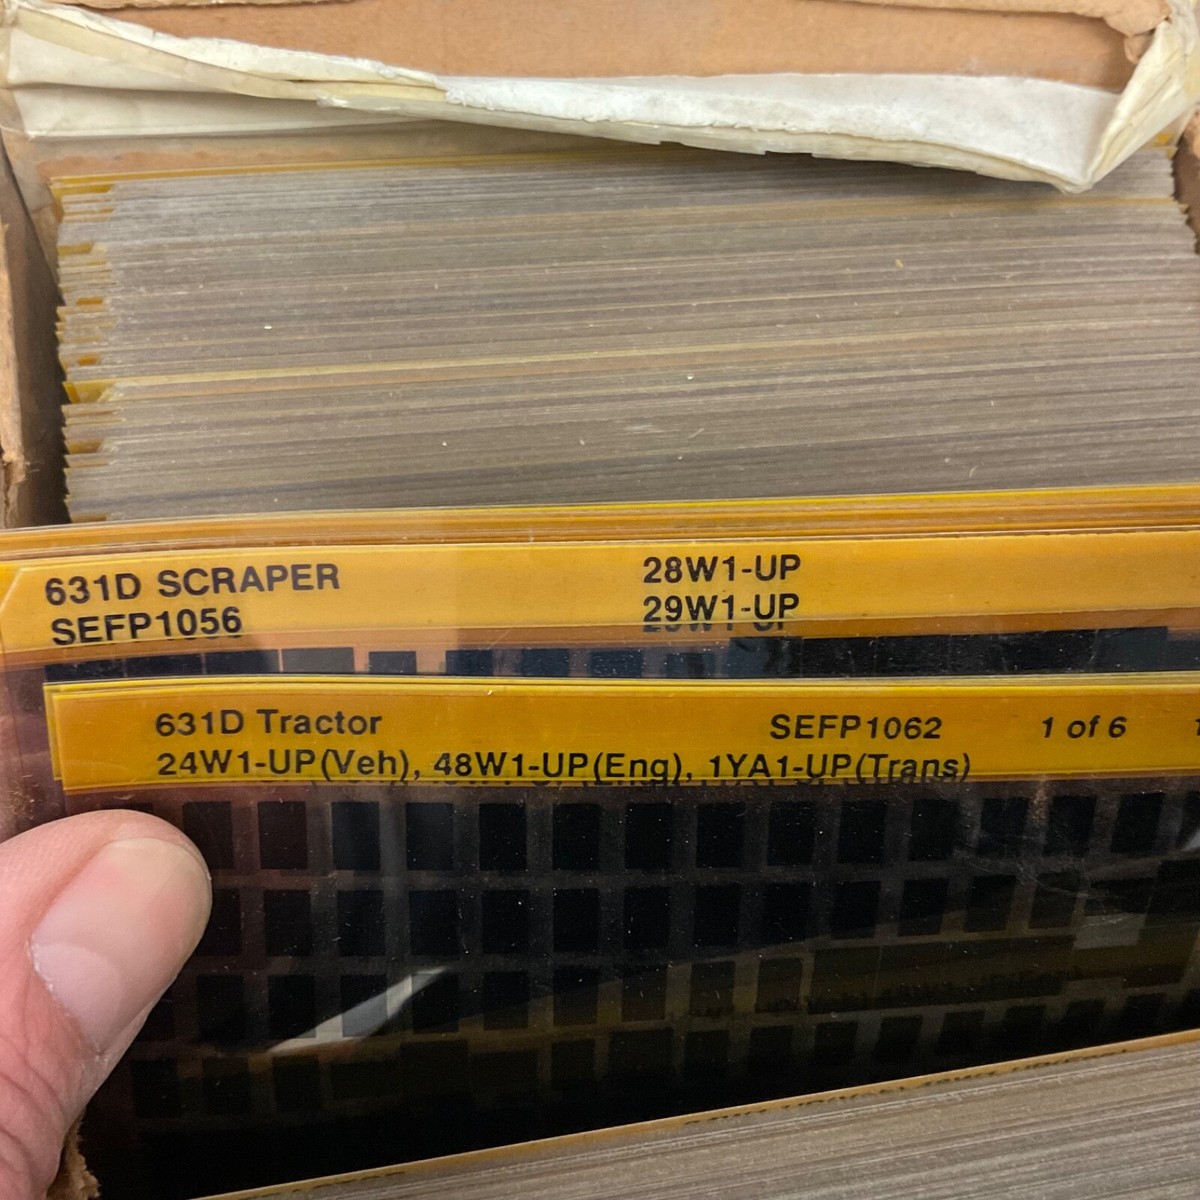 631D SCRAPER 28W1-UP
SEFP1056 29W1-UP
631D Tractor SEFP1062 1 of 6
24W1-UP(Veh), 48W1-UP(Eng), 1YA1-UP(Trans)